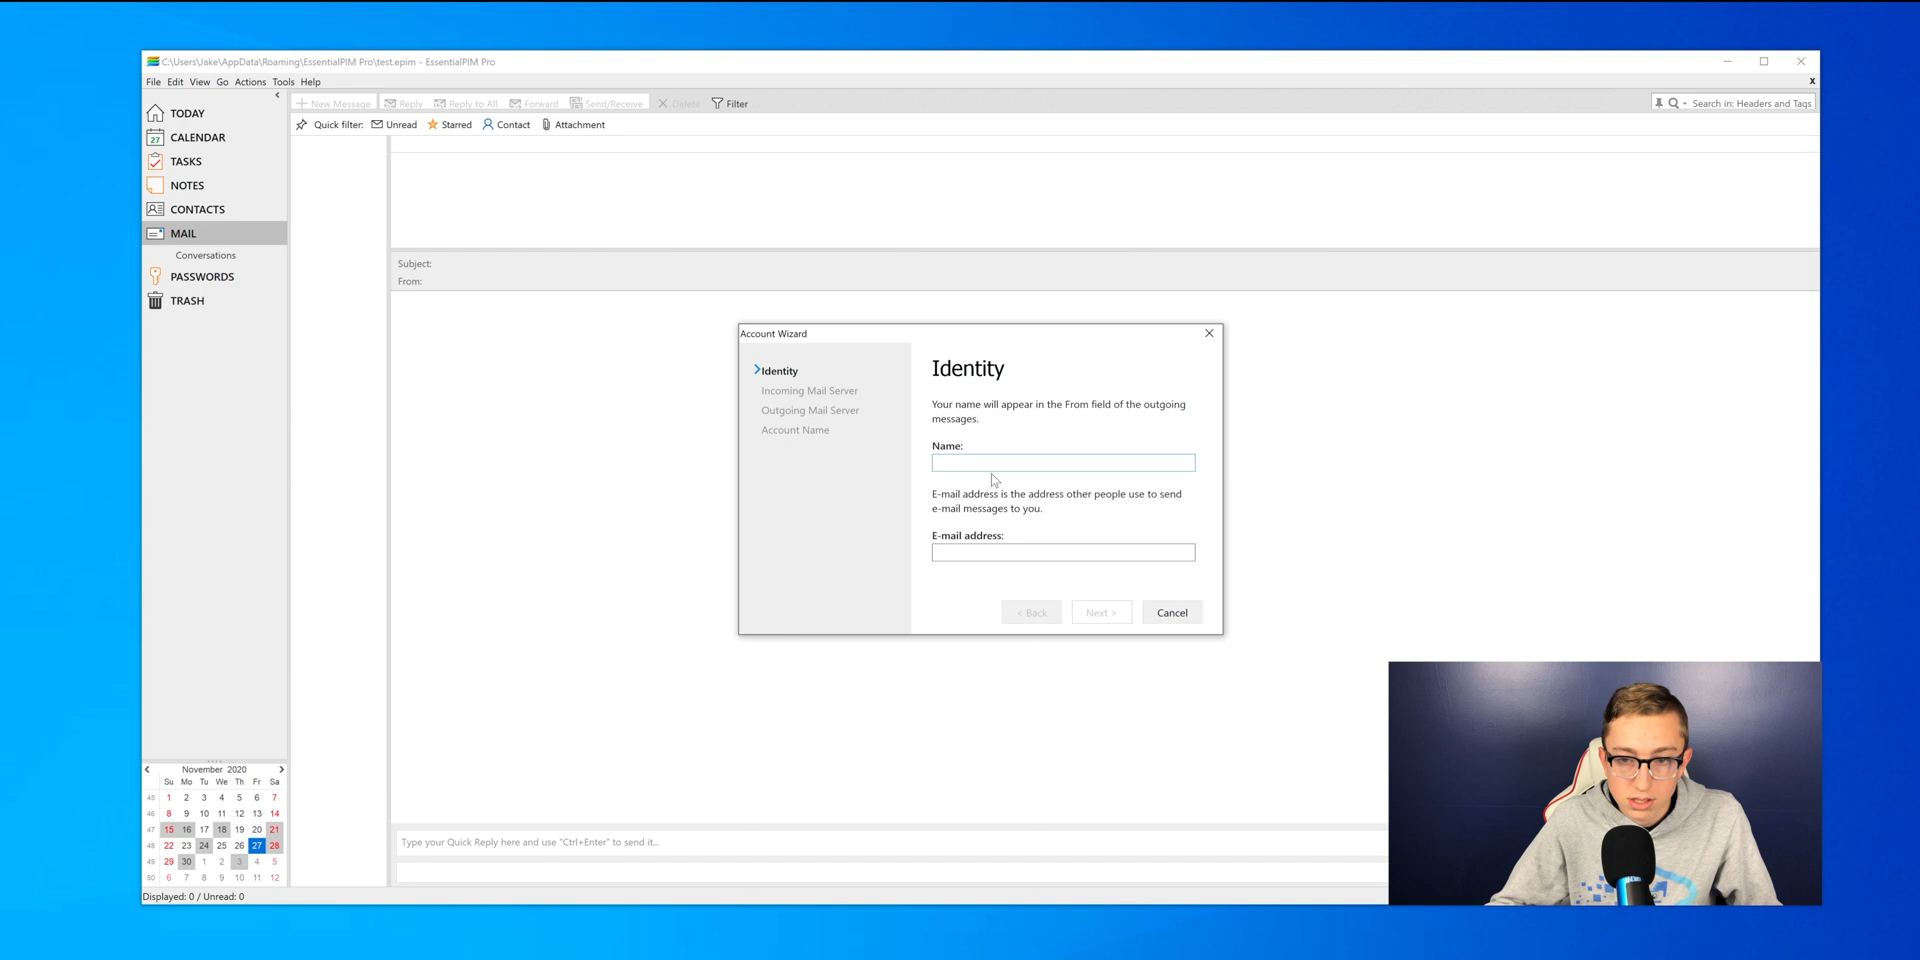 C:\Users\Jake\AppData\Roaming\EssentialPIM Pro\test.epim - EssentialPIM Pro
File Edit View Go Actions Tools Help x
TODAY
27 CALENDAR
TASKS
NOTES
CONTACTS
MAIL
Conversations
PASSWORDS
TRASH
New Message Reply Reply to All Forward Send/Receive Delete Filter Search in: Headers and Tags
Quick filter: Unread Starred Contact Attachment
Subject:
From:
Account Wizard
Identity
Incoming Mail Server
Outgoing Mail Server
Account Name
Identity
Your name will appear in the From field of the outgoing
messages.
Name:
E-mail address is the address other people use to send
e-mail messages to you.
E-mail address:
< Back Next > Cancel
November 2020
Su Mo Tu We Th Fr Sa
45 1 2 3 4 5 6 7
46 8 9 10 11 12 13 14
47 15 16 17 18 19 20 21
48 22 23 24 25 26 27 28
49 29 30 1 2 3 4 5
50 6 7 8 9 10 11 12
Type your Quick Reply here and use "Ctrl+Enter" to send it...
Displayed: 0 / Unread: 0